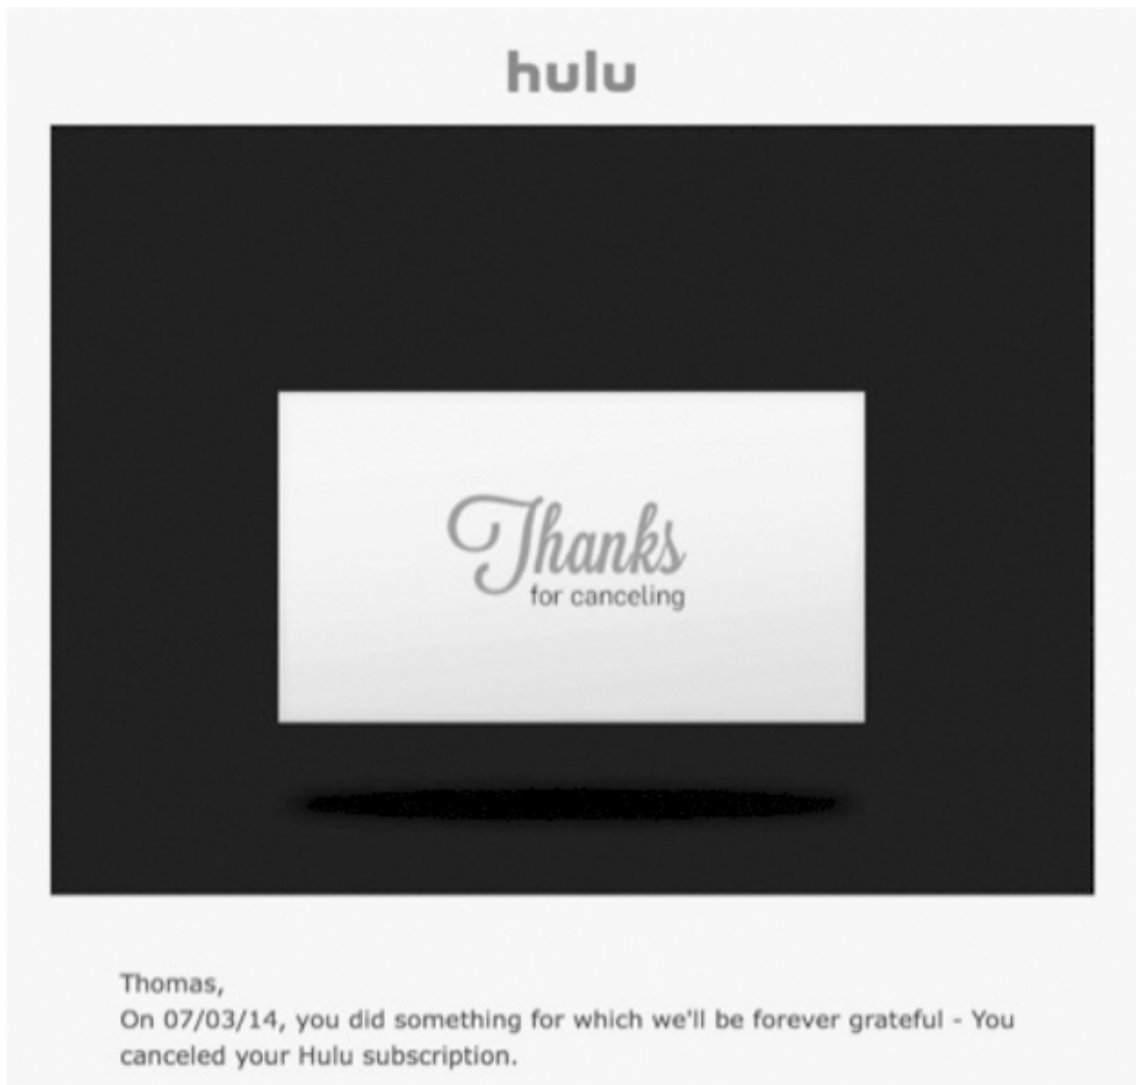 hulu
Thanks
for canceling
Thomas,
On 07/03/14, you did something for which we'll be forever grateful - You
canceled your Hulu subscription.